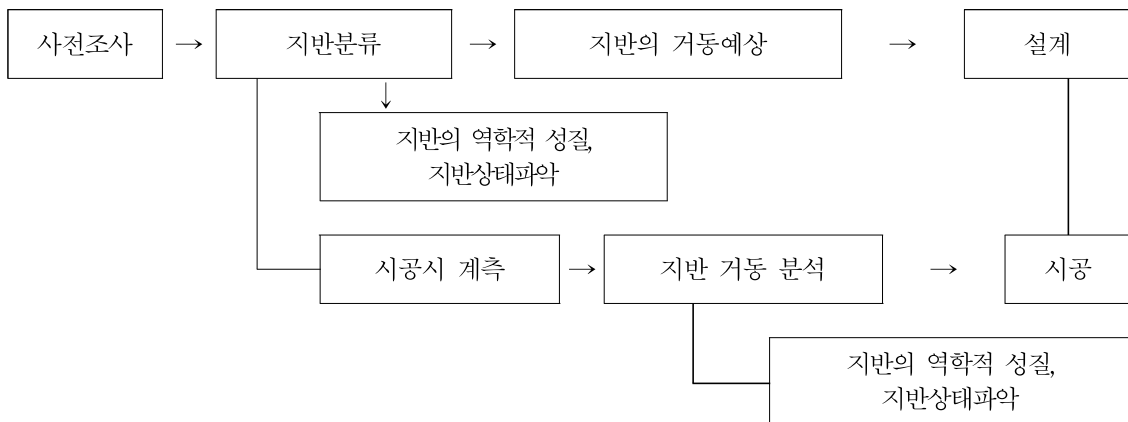 사전조사 → 지반분류 → 지반의 거동예상 → 설계
지반의 역학적 성질,
지반상태파악
시공시 계측 → 지반 거동 분석 → 시공
지반의 역학적 성질,
지반상태파악